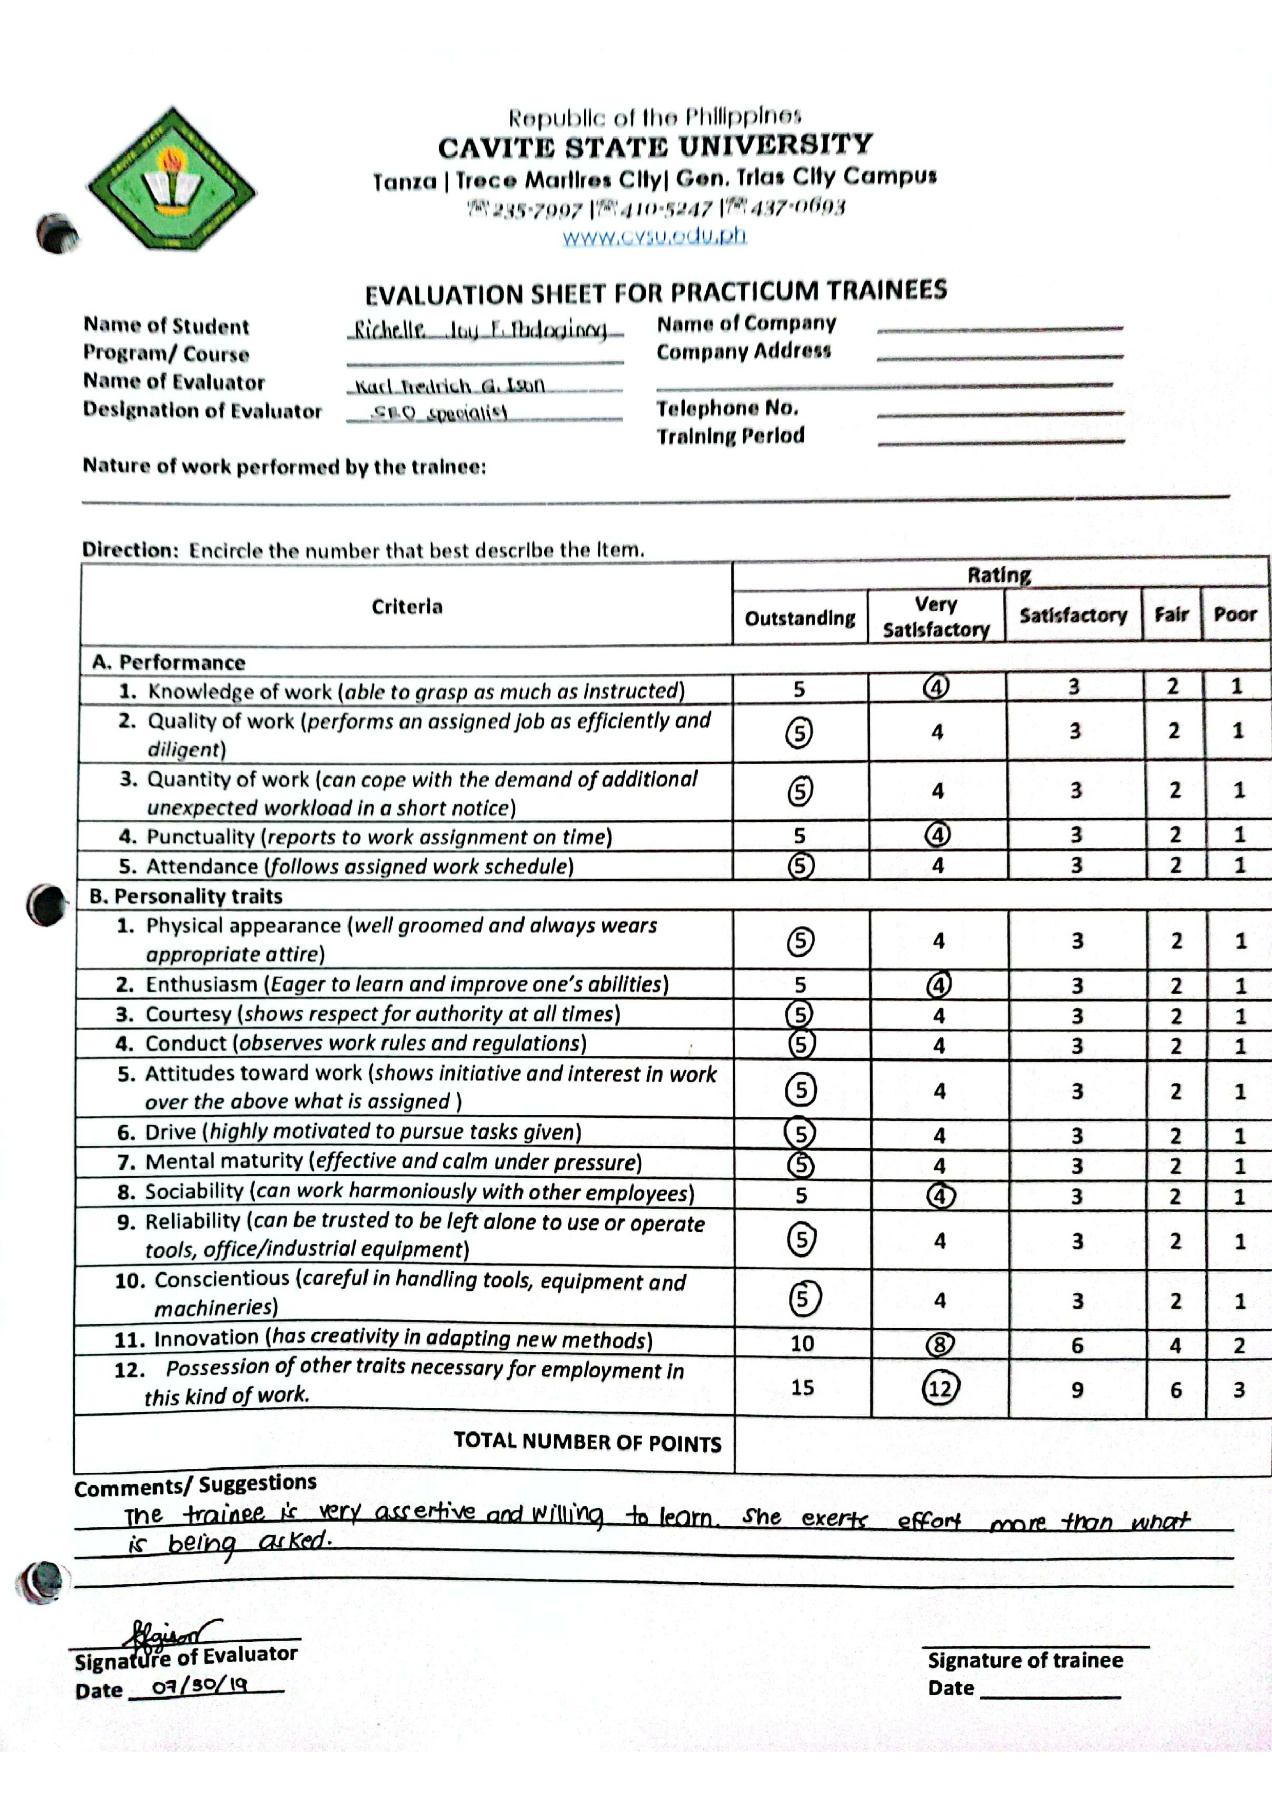 Republic of the Philippines
CAVITE STATE UNIVERSITY
Tanza | Trece Martires City| Gen. Trias City Campus
☏235-7997 |☏410-5247 |☏437-0693
www.cvsu.edu.ph
EVALUATION SHEET FOR PRACTICUM TRAINEES
Name of Student Richelle Joy F. Name of Company
Program/ Course Company Address
Name of Evaluator Karl Fredrich G. Ison
Designation of Evaluator SEO specialist Telephone No.
Training Period
Nature of work performed by the trainee:
Direction: Encircle the number that best describe the item.
Rating
Criteria Outstanding Very Satisfactory Satisfactory Fair Poor
A. Performance
1. Knowledge of work (able to grasp as much as instructed) 5 4 3 2 1
2. Quality of work (performs an assigned job as efficiently and
diligent) 5 4 3 2 1
3. Quantity of work (can cope with the demand of additional
unexpected workload in a short notice) 5 4 3 2 1
4. Punctuality (reports to work assignment on time) 5 4 3 2 1
5. Attendance (follows assigned work schedule) 5 4 3 2 1
B. Personality traits
1. Physical appearance (well groomed and always wears
appropriate attire) 5 4 3 2 1
2. Enthusiasm (Eager to learn and improve one's abilities) 5 4 3 2 1
3. Courtesy (shows respect for authority at all times) 5 4 3 2 1
4. Conduct (observes work rules and regulations) 5 4 3 2 1
5. Attitudes toward work (shows initiative and interest in work
over the above what is assigned ) 5 4 3 2 1
6. Drive (highly motivated to pursue tasks given) 5 4 3 2 1
7. Mental maturity (effective and calm under pressure) 5 4 3 2 1
8. Sociability (can work harmoniously with other employees) 5 4 3 2 1
9. Reliability (can be trusted to be left alone to use or operate
tools, office/industrial equipment) 5 4 3 2 1
10. Conscientious (careful in handling tools, equipment and
machineries) 5 4 3 2 1
11. Innovation (has creativity in adapting new methods) 10 8 6 4 2
12. Possession of other traits necessary for employment in
this kind of work. 15 12 9 6 3
TOTAL NUMBER OF POINTS
Comments/ Suggestions
The trainee is very assertive and willing to learn. She exerts effort more than what
is being asked.
Signature of Evaluator Signature of trainee
Date 07/30/19 Date